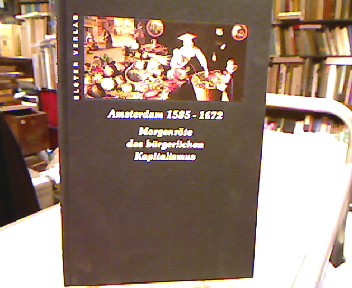 ELSTER VERLAG
Amsterdam 1585 - 1672
Morgenröte
des bürgerlichen
Kapitalismus